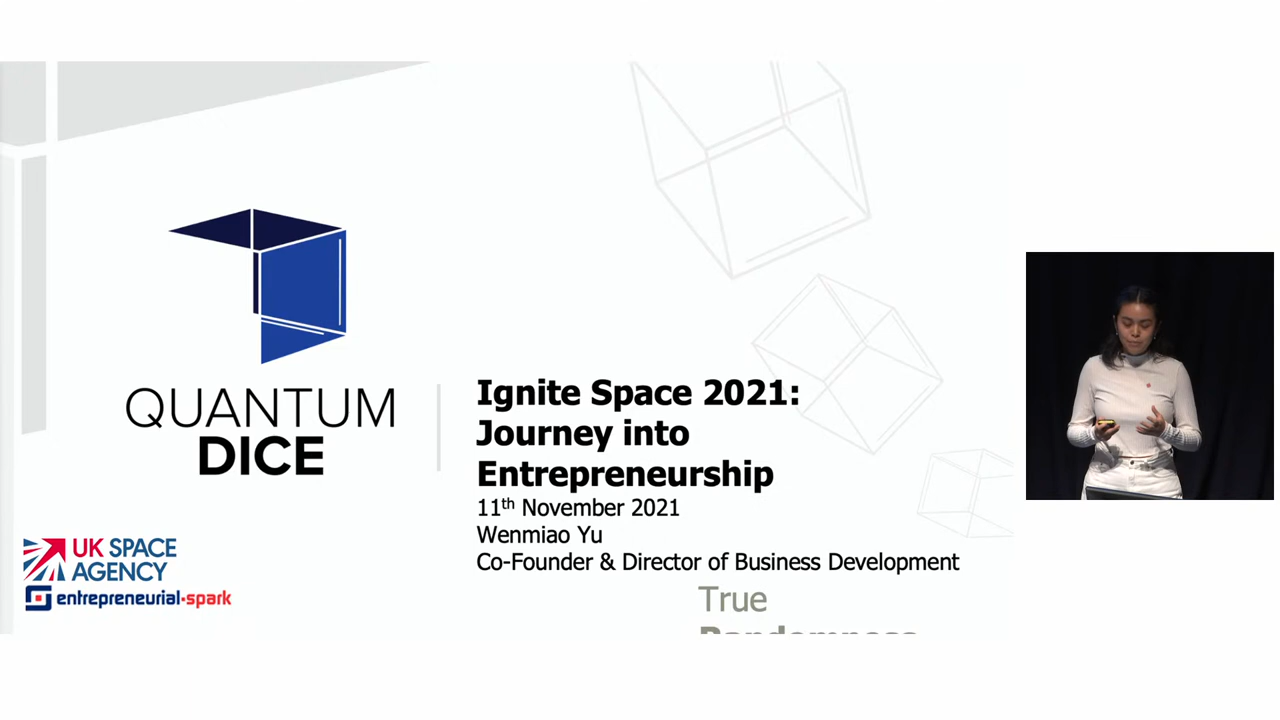 QUANTUM
DICE
Ignite Space 2021:
Journey into
Entrepreneurship
11th November 2021
Wenmiao Yu
Co-Founder & Director of Business Development
UK SPACE
AGENCY
entrepreneurial·spark
True
Randomness